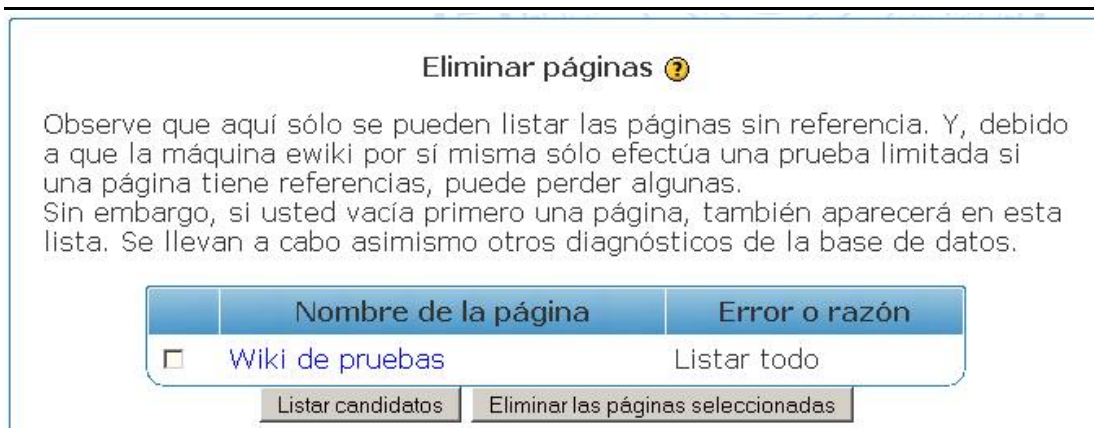 Eliminar páginas
Observe que aquí sólo se pueden listar las páginas sin referencia. Y, debido
a que la máquina ewiki por sí misma sólo efectúa una prueba limitada si
una página tiene referencias, puede perder algunas.
Sin embargo, si usted vacía primero una página, también aparecerá en esta
lista. Se llevan a cabo asimismo otros diagnósticos de la base de datos.
Nombre de la página Error o razón
Wiki de pruebas Listar todo
Listar candidatos Eliminar las páginas seleccionadas